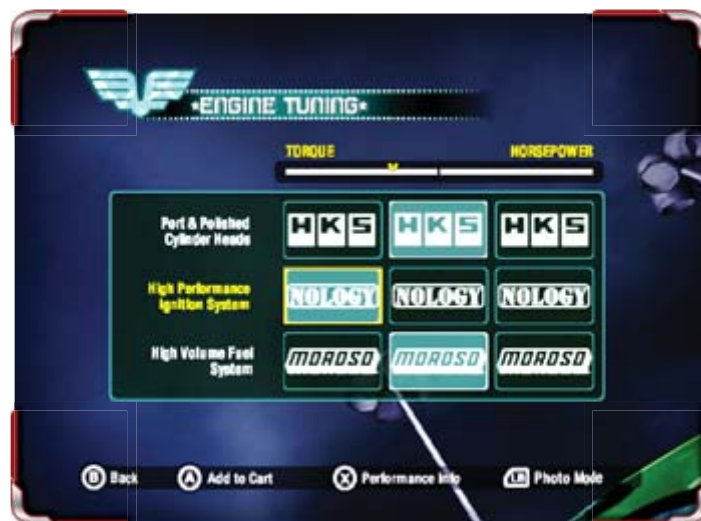 ★ENGINE TUNING★
TORQUE HORSEPOWER
Port & Polished
Cylinder Heads
HKS HKS HKS
High Performance
Ignition System
NOLOGY NOLOGY NOLOGY
High Volume Fuel
System
MOROSO MOROSO MOROSO
B Back A Add to Cart X Performance Info LB Photo Mode